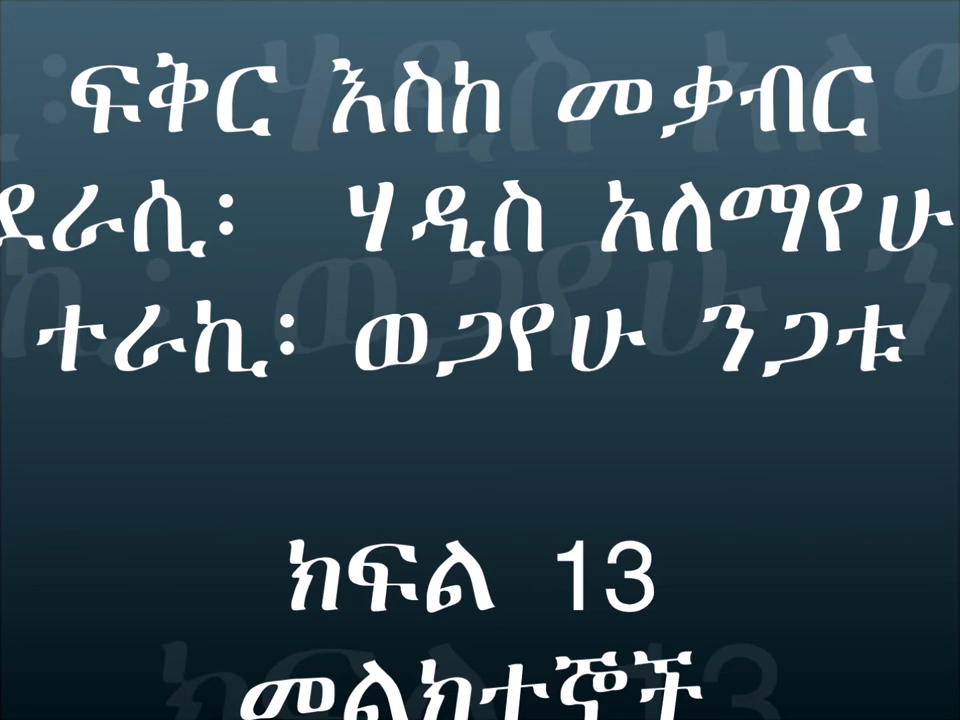 ፍቅር እስከ መቃብር
ደራሲ፡ ሃዲስ አለማየሁ
ተራኪ፡ ወጋየሁ ንጋቱ
ክፍል 13
መልክተኞች